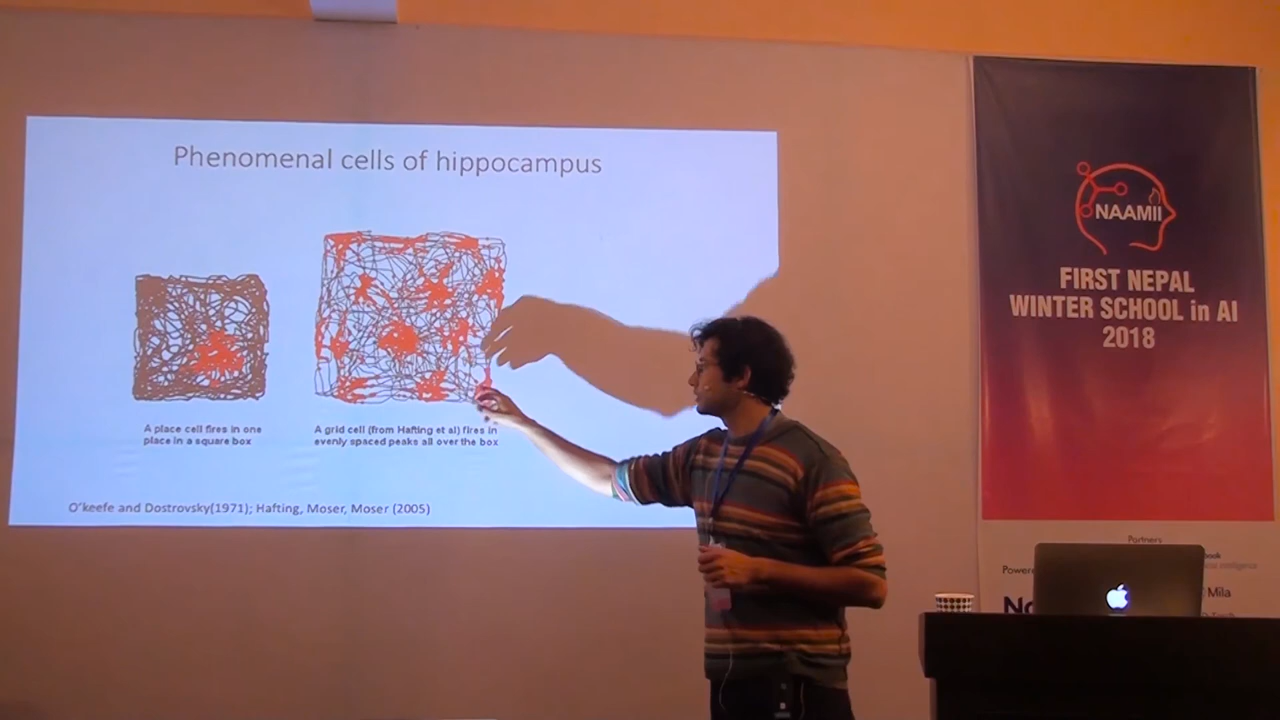 Phenomenal cells of hippocampus
A place cell fires in one
place in a square box
A grid cell (from Hafting et al) fires in
evenly spaced peaks all over the box
O'keefe and Dostrovsky(1971); Hafting, Moser, Moser (2005)
NAAMII
FIRST NEPAL
WINTER SCHOOL in AI
2018
Partners
Mila